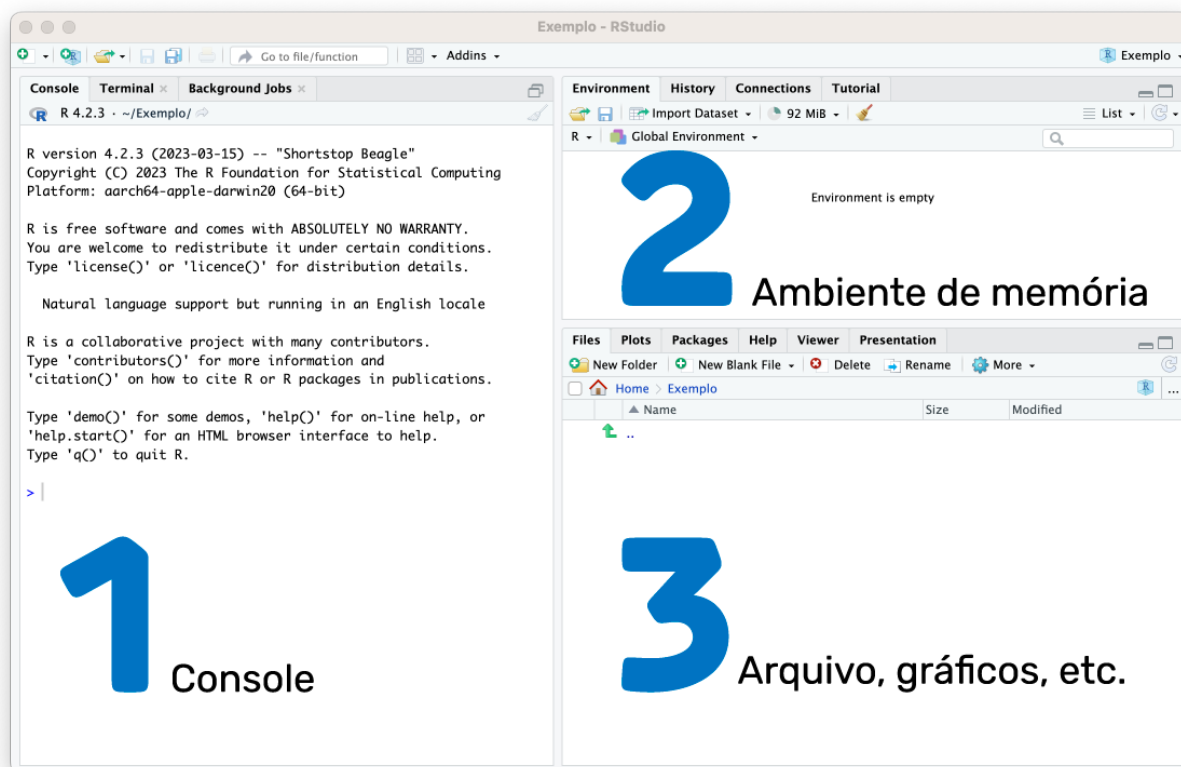 Exemplo - RStudio
Go to file/function
Addins
Exemplo
Console Terminal Background Jobs
R 4.2.3 · ~/Exemplo/
R version 4.2.3 (2023-03-15) -- "Shortstop Beagle"
Copyright (C) 2023 The R Foundation for Statistical Computing
Platform: aarch64-apple-darwin20 (64-bit)
R is free software and comes with ABSOLUTELY NO WARRANTY.
You are welcome to redistribute it under certain conditions.
Type 'license()' or 'licence()' for distribution details.
Natural language support but running in an English locale
R is a collaborative project with many contributors.
Type 'contributors()' for more information and
'citation()' on how to cite R or R packages in publications.
Type 'demo()' for some demos, 'help()' for on-line help, or
'help.start()' for an HTML browser interface to help.
Type 'q()' to quit R.
>
1 Console
Environment History Connections Tutorial
Import Dataset 92 MiB List
R Global Environment
Environment is empty
2 Ambiente de memória
Files Plots Packages Help Viewer Presentation
New Folder New Blank File Delete Rename More
Home Exemplo ...
Name Size Modified
..
3 Arquivo, gráficos, etc.